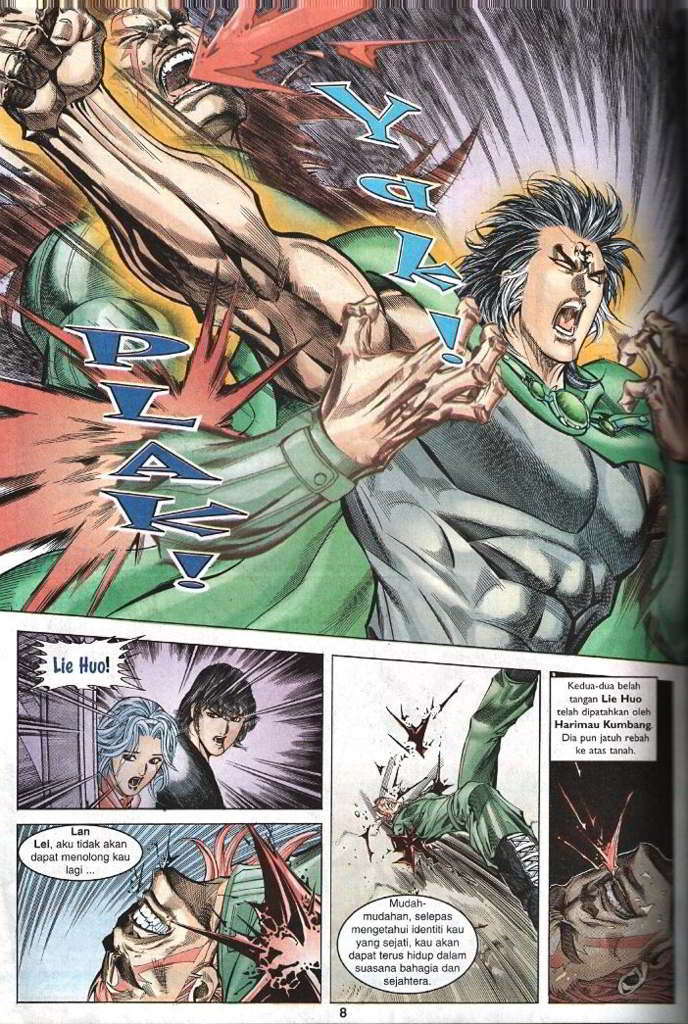 YaaK!
PLAK!
Lie Huo!
Kedua-dua belah
tangan Lie Huo
telah dipatahkan oleh
Harimau Kumbang.
Dia pun jatuh rebah
ke atas tanah.
Lan
Lei, aku tidak akan
dapat menolong kau
lagi ...
Mudah-
mudahan, selepas
mengetahui identiti kau
yang sejati, kau akan
dapat terus hidup dalam
suasana bahagia dan
sejahtera.
8